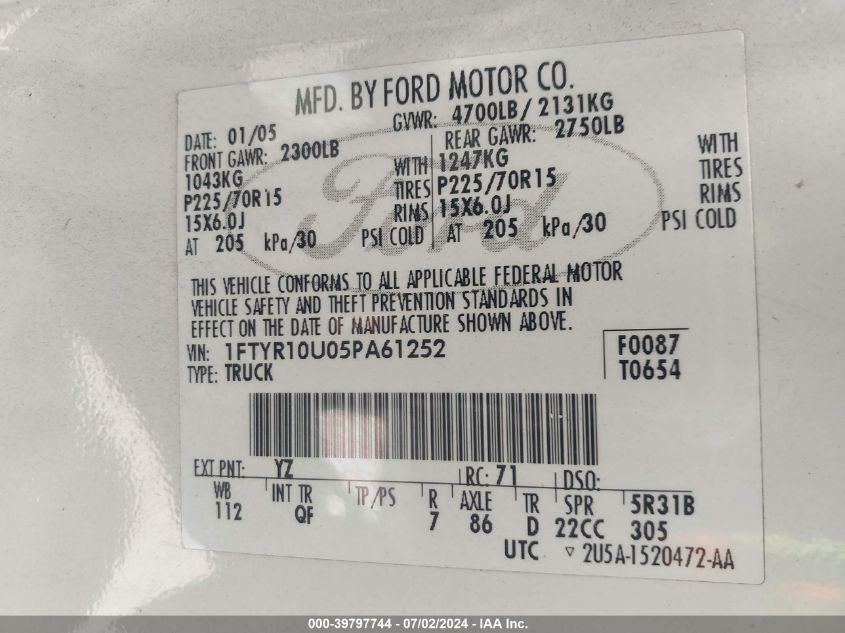 MFD. BY FORD MOTOR CO.
DATE: 01/05 GVWR: 4700LB/ 2131KG
FRONT GAWR: 2300LB REAR GAWR: 2750LB
1043KG WITH 1247KG WITH
P225/70R15 TIRES P225/70R15 TIRES
15X6.0J RIMS 15X6.0J RIMS
AT 205 kPa/30 PSI COLD AT 205 kPa/30 PSI COLD
Ford
THIS VEHICLE CONFORMS TO ALL APPLICABLE FEDERAL MOTOR
VEHICLE SAFETY AND THEFT PREVENTION STANDARDS IN
EFFECT ON THE DATE OF MANUFACTURE SHOWN ABOVE.
VIN: 1FTYR10U05PA61252 F0087
TYPE: TRUCK T0654
EXT PNT: YZ RC: 71 DSO:
WB INT TR TP/PS R AXLE TR SPR 5R31B
112 QF 7 86 D 22CC 305
UTC ▽ 2U5A-1520472-AA
000-39797744 - 07/02/2024 - IAA Inc.